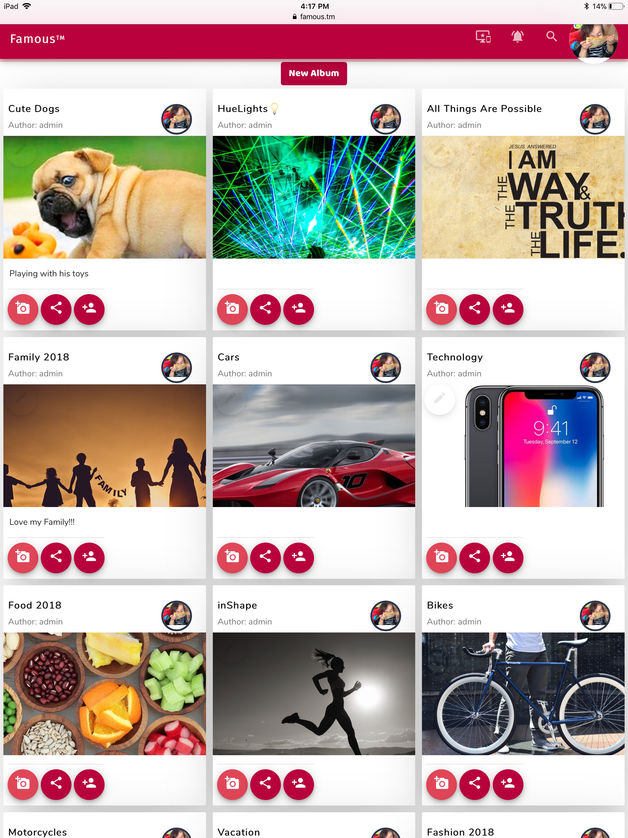 iPad 4:17 PM 14%
famous.tm
Famous™
New Album
Cute Dogs
Author: admin
HueLights
Author: admin
All Things Are Possible
Author: admin
JESUS ANSWERED
I AM
THE WAY &
THE TRUTH
THE LIFE.
Playing with his toys
Family 2018
Author: admin
Cars
Author: admin
Technology
Author: admin
FAMILY
10
9:41
Tuesday, September 12
Love my Family!!!
Food 2018
Author: admin
inShape
Author: admin
Bikes
Author: admin
Motorcycles
Vacation
Fashion 2018